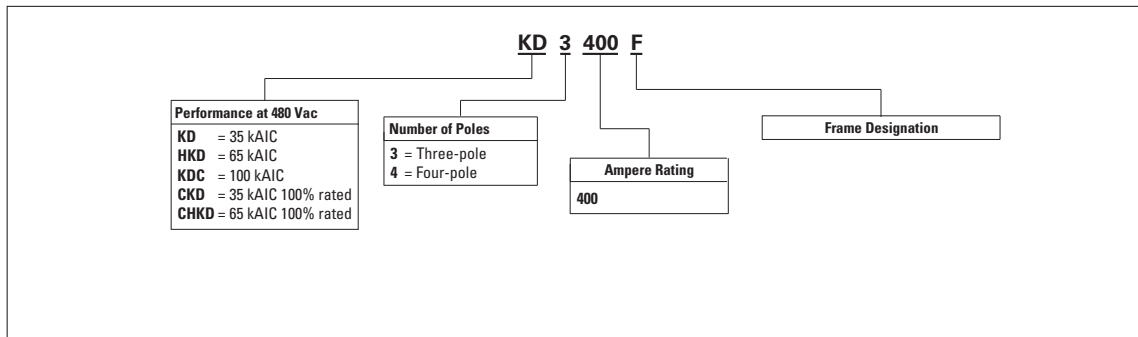 KD 3 400 F
Performance at 480 Vac
KD = 35 kAIC
HKD = 65 kAIC
KDC = 100 kAIC
CKD = 35 kAIC 100% rated
CHKD = 65 kAIC 100% rated
Number of Poles
3 = Three-pole
4 = Four-pole
Ampere Rating
400
Frame Designation